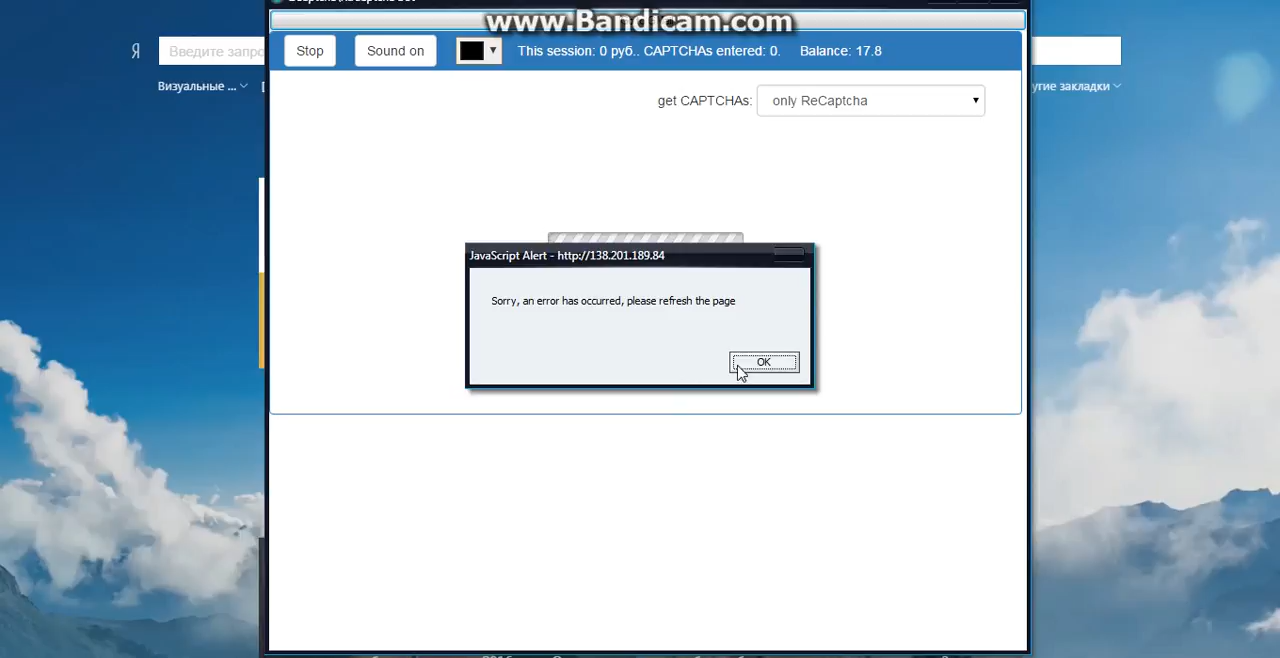 www.Bandicam.com
Я
Введите запро
Stop
Sound on
This session: 0 руб.. CAPTCHAs entered: 0.
Balance: 17.8
Визуальные ...
угие закладки
get CAPTCHAs:
only ReCaptcha
JavaScript Alert - http://138.201.189.84
Sorry, an error has occurred, please refresh the page
OK